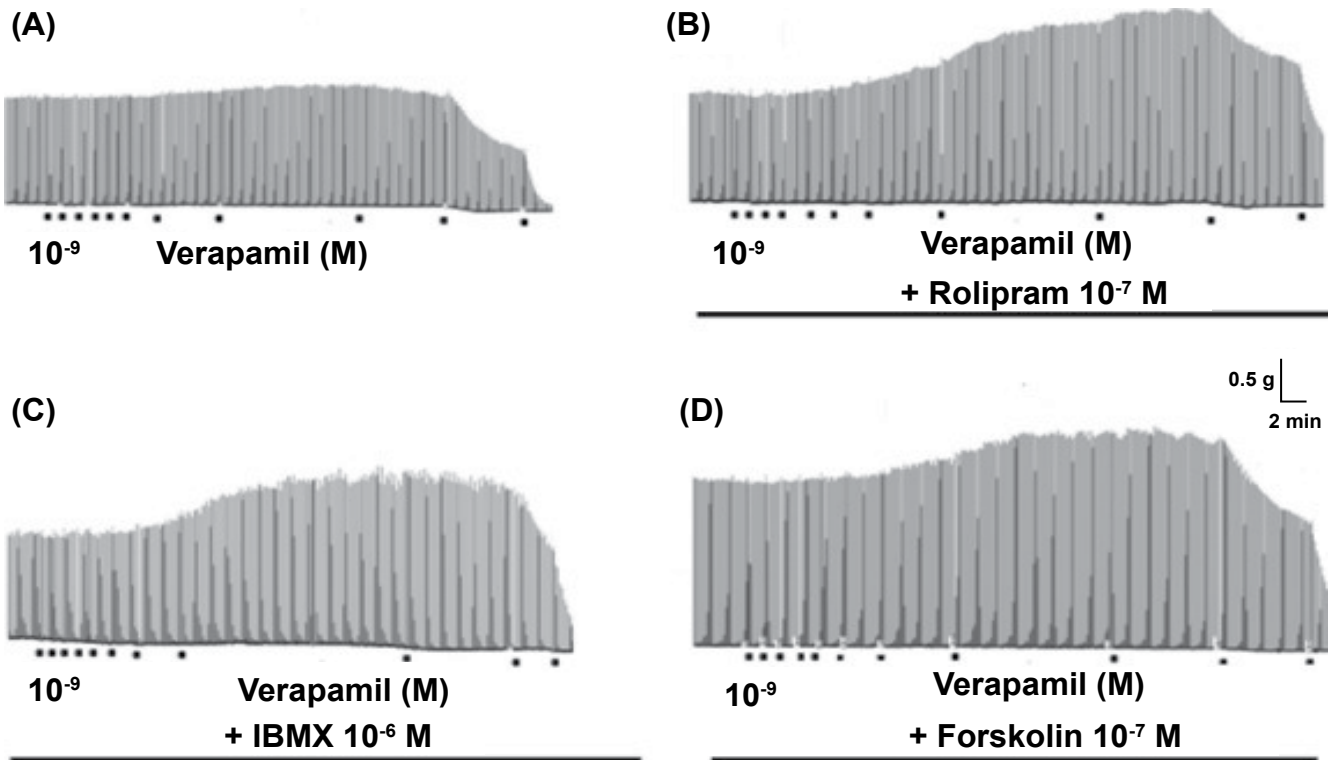 (A)
10⁻⁹ Verapamil (M)
(B)
10⁻⁹ Verapamil (M)
+ Rolipram 10⁻⁷ M
0.5 g
2 min
(C)
10⁻⁹ Verapamil (M)
+ IBMX 10⁻⁶ M
(D)
10⁻⁹ Verapamil (M)
+ Forskolin 10⁻⁷ M